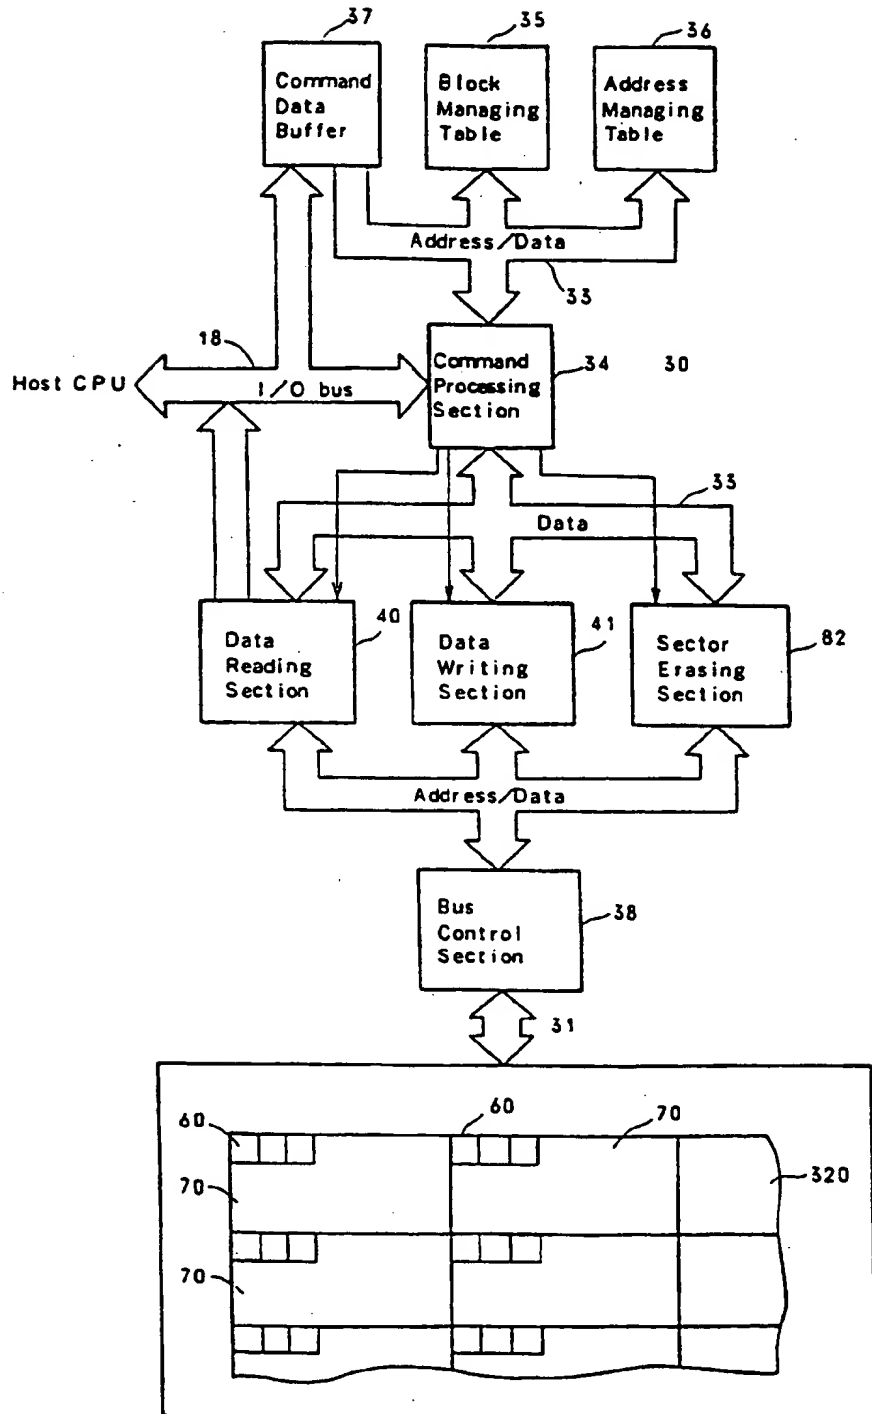 37
35
36
Command
Data
Buffer
Block
Managing
Table
Address
Managing
Table
Address/Data
33
18
Host CPU
I/O bus
Command
Processing
Section
34
30
33
Data
Data
Reading
Section
40
Data
Writing
Section
41
Sector
Erasing
Section
82
Address/Data
Bus
Control
Section
38
31
60
60
70
70
320
70